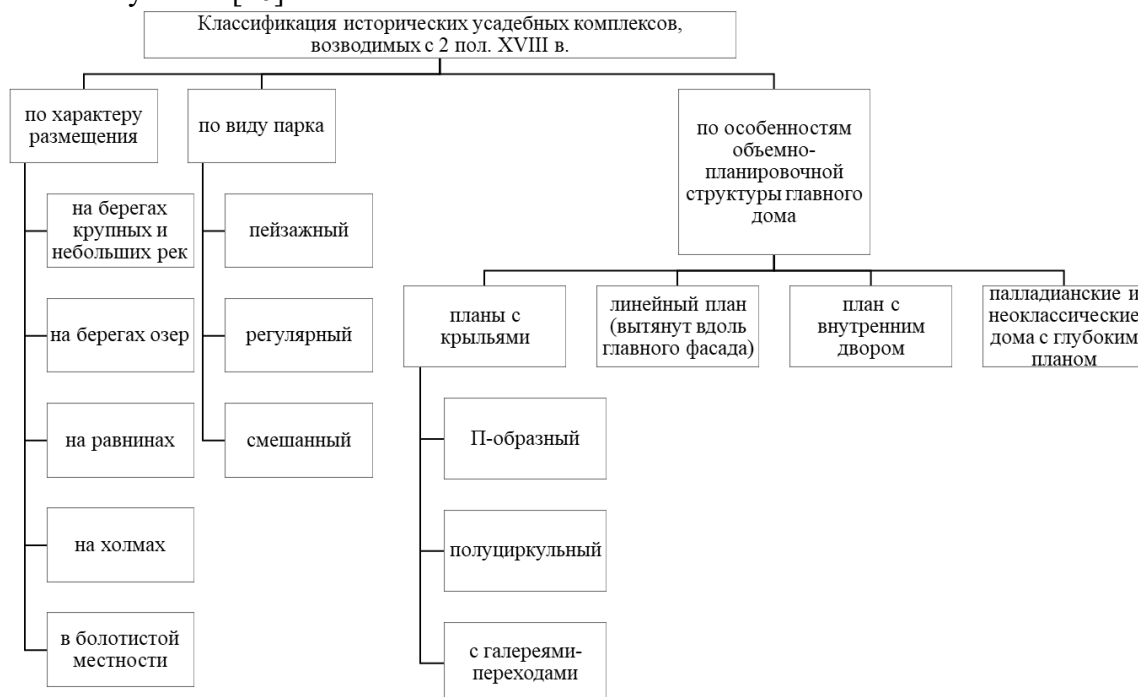 Классификация исторических усадебных комплексов,
возводимых с 2 пол. XVIII в.
по характеру
размещения
на берегах
крупных и
небольших рек
на берегах озер
на равнинах
на холмах
в болотистой
местности
по виду парка
пейзажный
регулярный
смешанный
по особенностям
объемно-
планировочной
структуры главного
дома
планы с
крыльями
П-образный
полуциркульный
с галереями-
переходами
линейный план
(вытянут вдоль
главного фасада)
план с
внутренним
двором
палладианские и
неоклассические
дома с глубоким
планом